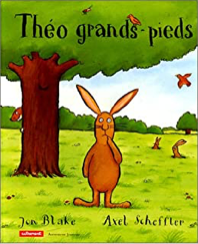 Théo grands-pieds
Jon Blake Axel Scheffler